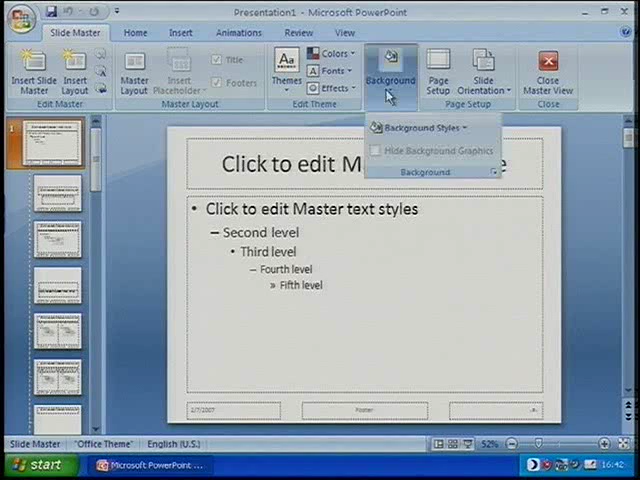 Presentation1 - Microsoft PowerPoint
Slide Master Home Insert Animations Review View
Insert Slide Master
Insert Layout
Edit Master
Master Layout
Insert Placeholder
Title
Footers
Master Layout
Themes
Colors
Fonts
Effects
Edit Theme
Background
Page Setup
Slide Orientation
Page Setup
Close Master View
Close
Background Styles
Hide Background Graphics
Background
1
Click to edit M e
• Click to edit Master text styles
– Second level
• Third level
– Fourth level
» Fifth level
2/7/2007 Footer
Slide Master "Office Theme" English (U.S.) 52%
start Microsoft PowerPoint ... 16:42